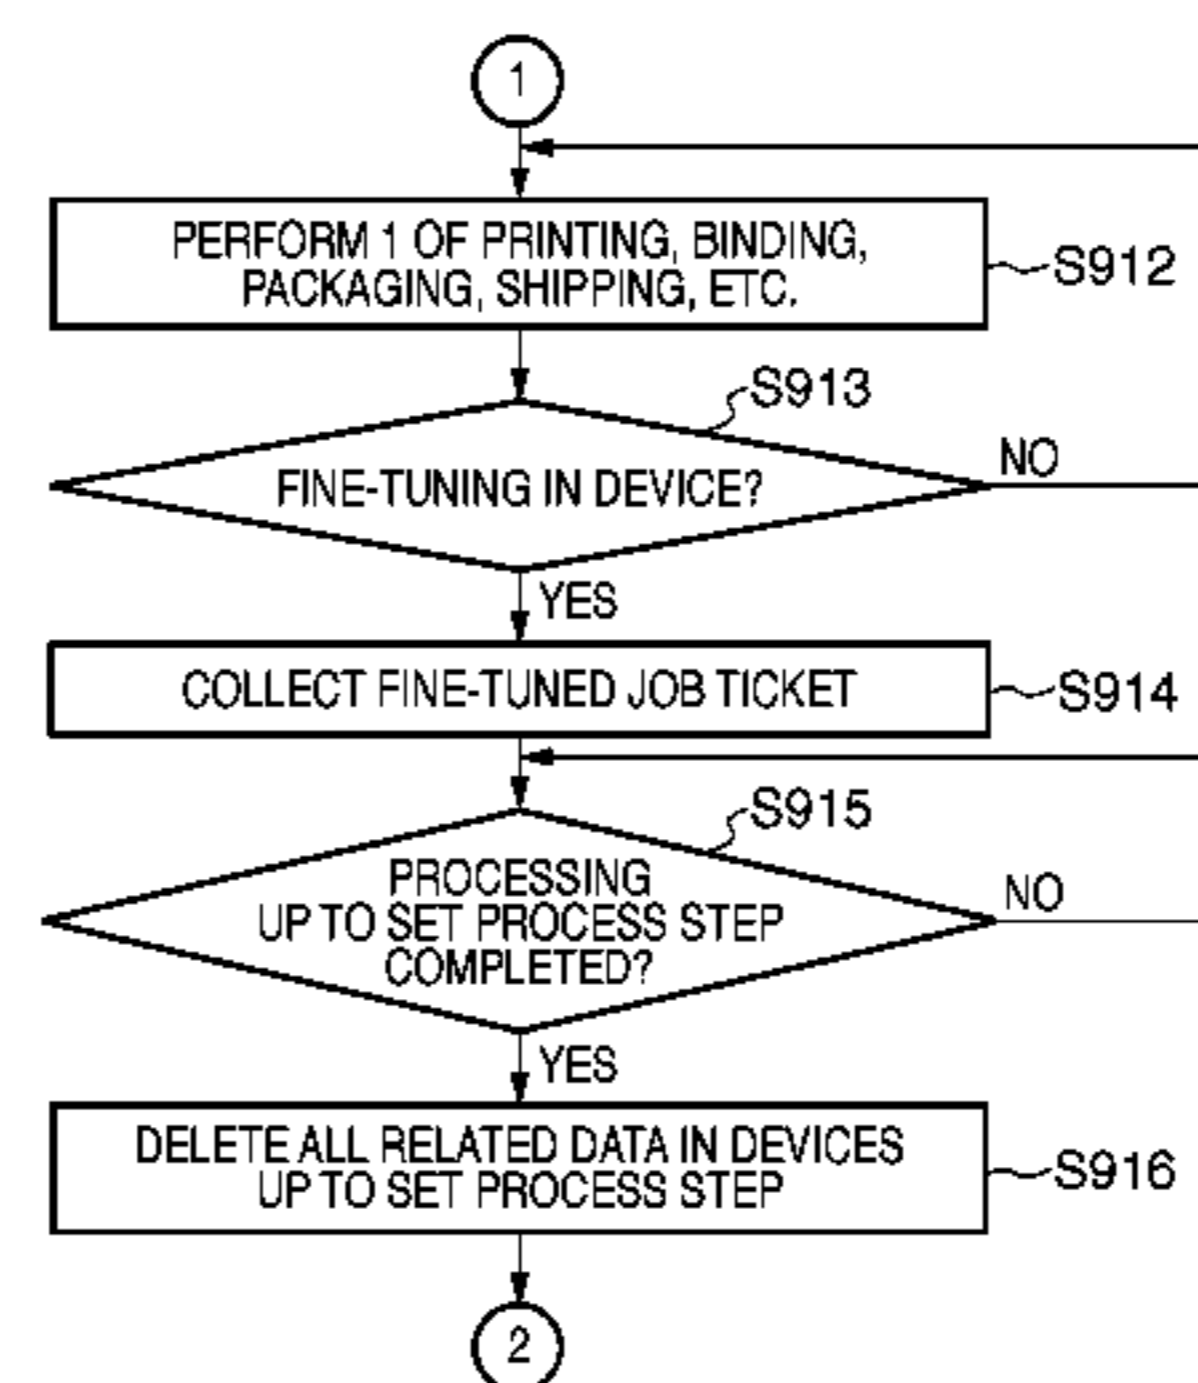 1
PERFORM 1 OF PRINTING, BINDING,
PACKAGING, SHIPPING, ETC.
S912
S913
FINE-TUNING IN DEVICE?
NO
YES
COLLECT FINE-TUNED JOB TICKET
S914
S915
PROCESSING
UP TO SET PROCESS STEP
COMPLETED?
NO
YES
DELETE ALL RELATED DATA IN DEVICES
UP TO SET PROCESS STEP
S916
2